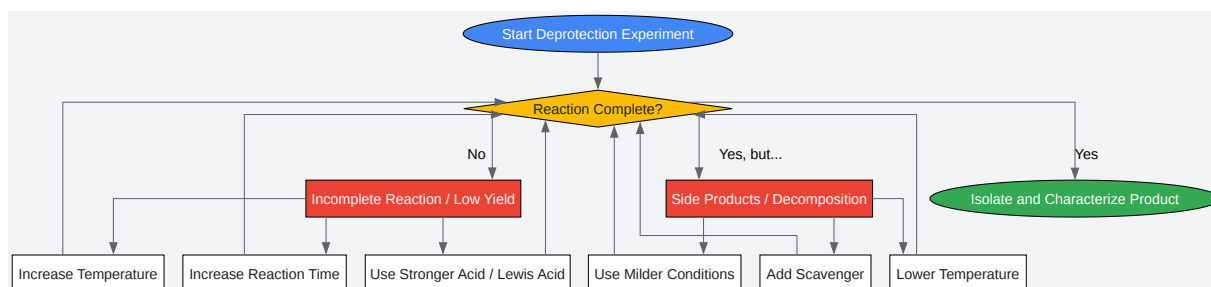 Start Deprotection Experiment
Reaction Complete?
No
Yes, but...
Yes
Incomplete Reaction / Low Yield
Side Products / Decomposition
Isolate and Characterize Product
Increase Temperature
Increase Reaction Time
Use Stronger Acid / Lewis Acid
Use Milder Conditions
Add Scavenger
Lower Temperature